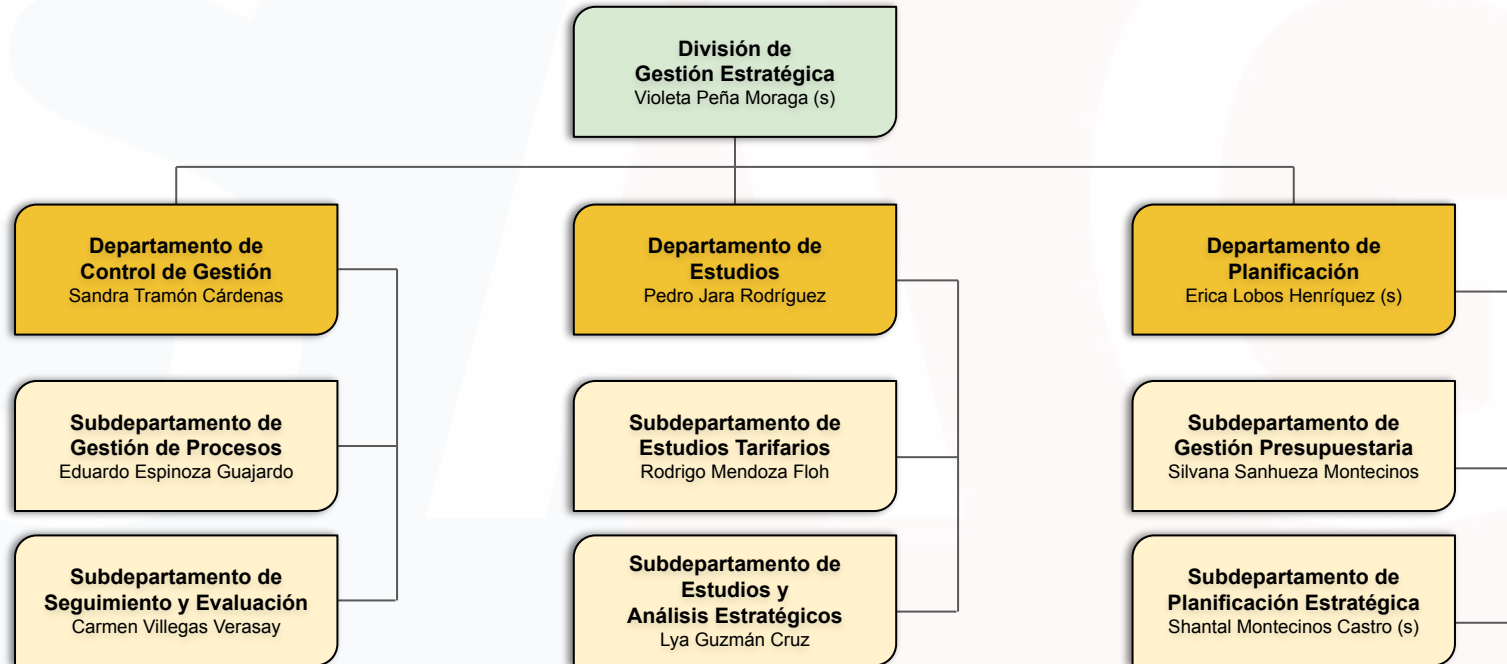 División de
Gestión Estratégica
Violeta Peña Moraga (s)
Departamento de
Control de Gestión
Sandra Tramón Cárdenas
Departamento de
Estudios
Pedro Jara Rodríguez
Departamento de
Planificación
Erica Lobos Henríquez (s)
Subdepartamento de
Gestión de Procesos
Eduardo Espinoza Guajardo
Subdepartamento de
Estudios Tarifarios
Rodrigo Mendoza Floh
Subdepartamento de
Gestión Presupuestaria
Silvana Sanhueza Montecinos
Subdepartamento de
Seguimiento y Evaluación
Carmen Villegas Verasay
Subdepartamento de
Estudios y
Análisis Estratégicos
Lya Guzmán Cruz
Subdepartamento de
Planificación Estratégica
Shantal Montecinos Castro (s)